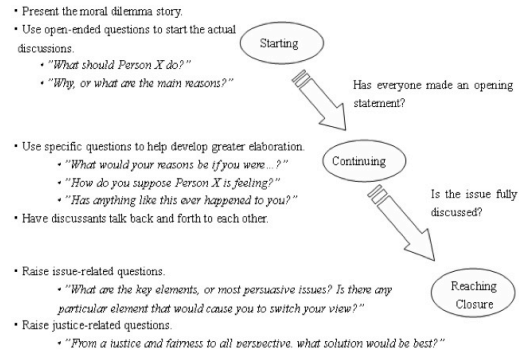 • Present the moral dilemma story.
• Use open-ended questions to start the actual
discussions.
• "What should Person X do?"
• "Why, or what are the main reasons?"
Starting
Has everyone made an opening
statement?
• Use specific questions to help develop greater elaboration.
• "What would your reasons be if you were...?"
• "How do you suppose Person X is feeling?"
• "Has anything like this ever happened to you?"
• Have discussants talk back and forth to each other.
Continuing
Is the issue fully
discussed?
• Raise issue-related questions.
• "What are the key elements, or most persuasive issues? Is there any
particular element that would cause you to switch your view?"
• Raise justice-related questions.
• "From a justice and fairness to all perspective, what solution would be best?"
Reaching
Closure